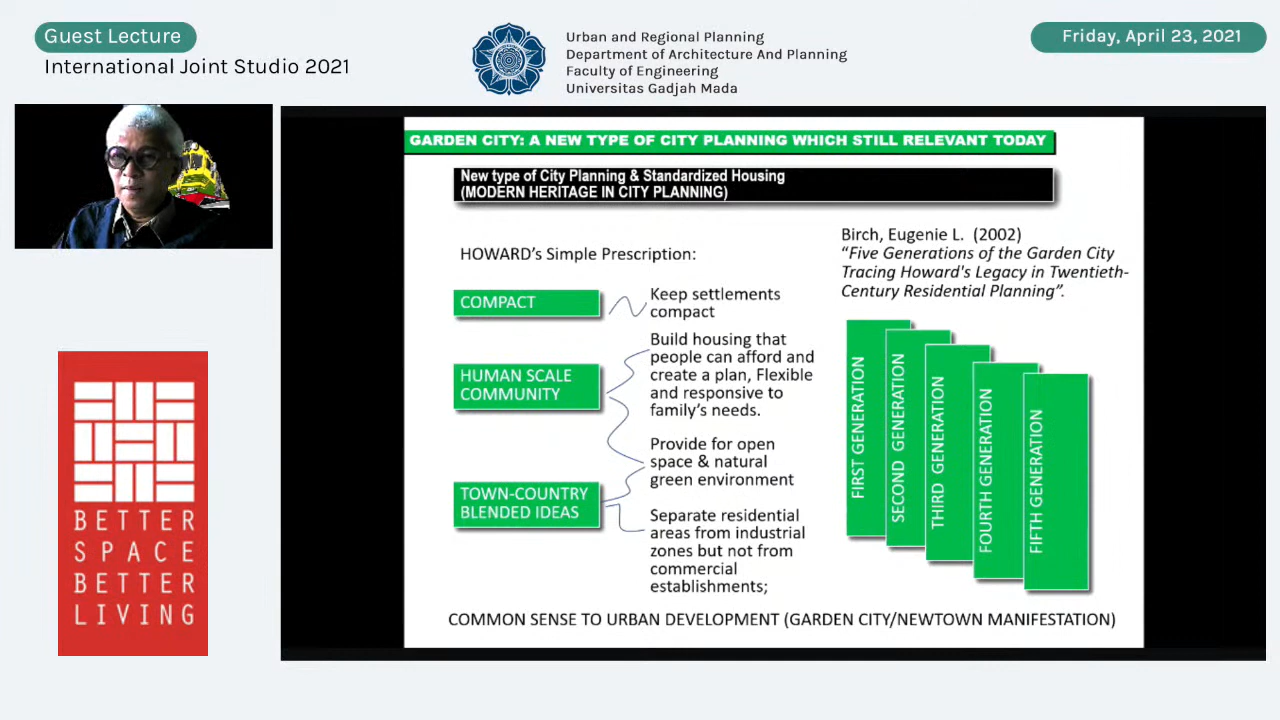 Guest Lecture
International Joint Studio 2021
Urban and Regional Planning
Department of Architecture And Planning
Faculty of Engineering
Universitas Gadjah Mada
Friday, April 23, 2021
GARDEN CITY: A NEW TYPE OF CITY PLANNING WHICH STILL RELEVANT TODAY
New type of City Planning & Standardized Housing
(MODERN HERITAGE IN CITY PLANNING)
HOWARD's Simple Prescription:
COMPACT
Keep settlements
compact
HUMAN SCALE
COMMUNITY
Build housing that
people can afford and
create a plan, Flexible
and responsive to
family's needs.
Provide for open
space & natural
green environment
TOWN-COUNTRY
BLENDED IDEAS
Separate residential
areas from industrial
zones but not from
commercial
establishments;
Birch, Eugenie L. (2002)
“Five Generations of the Garden City
Tracing Howard's Legacy in Twentieth-
Century Residential Planning”.
FIRST GENERATION
SECOND GENERATION
THIRD GENERATION
FOURTH GENERATION
FIFTH GENERATION
COMMON SENSE TO URBAN DEVELOPMENT (GARDEN CITY/NEWTOWN MANIFESTATION)
BETTER
SPACE
BETTER
LIVING